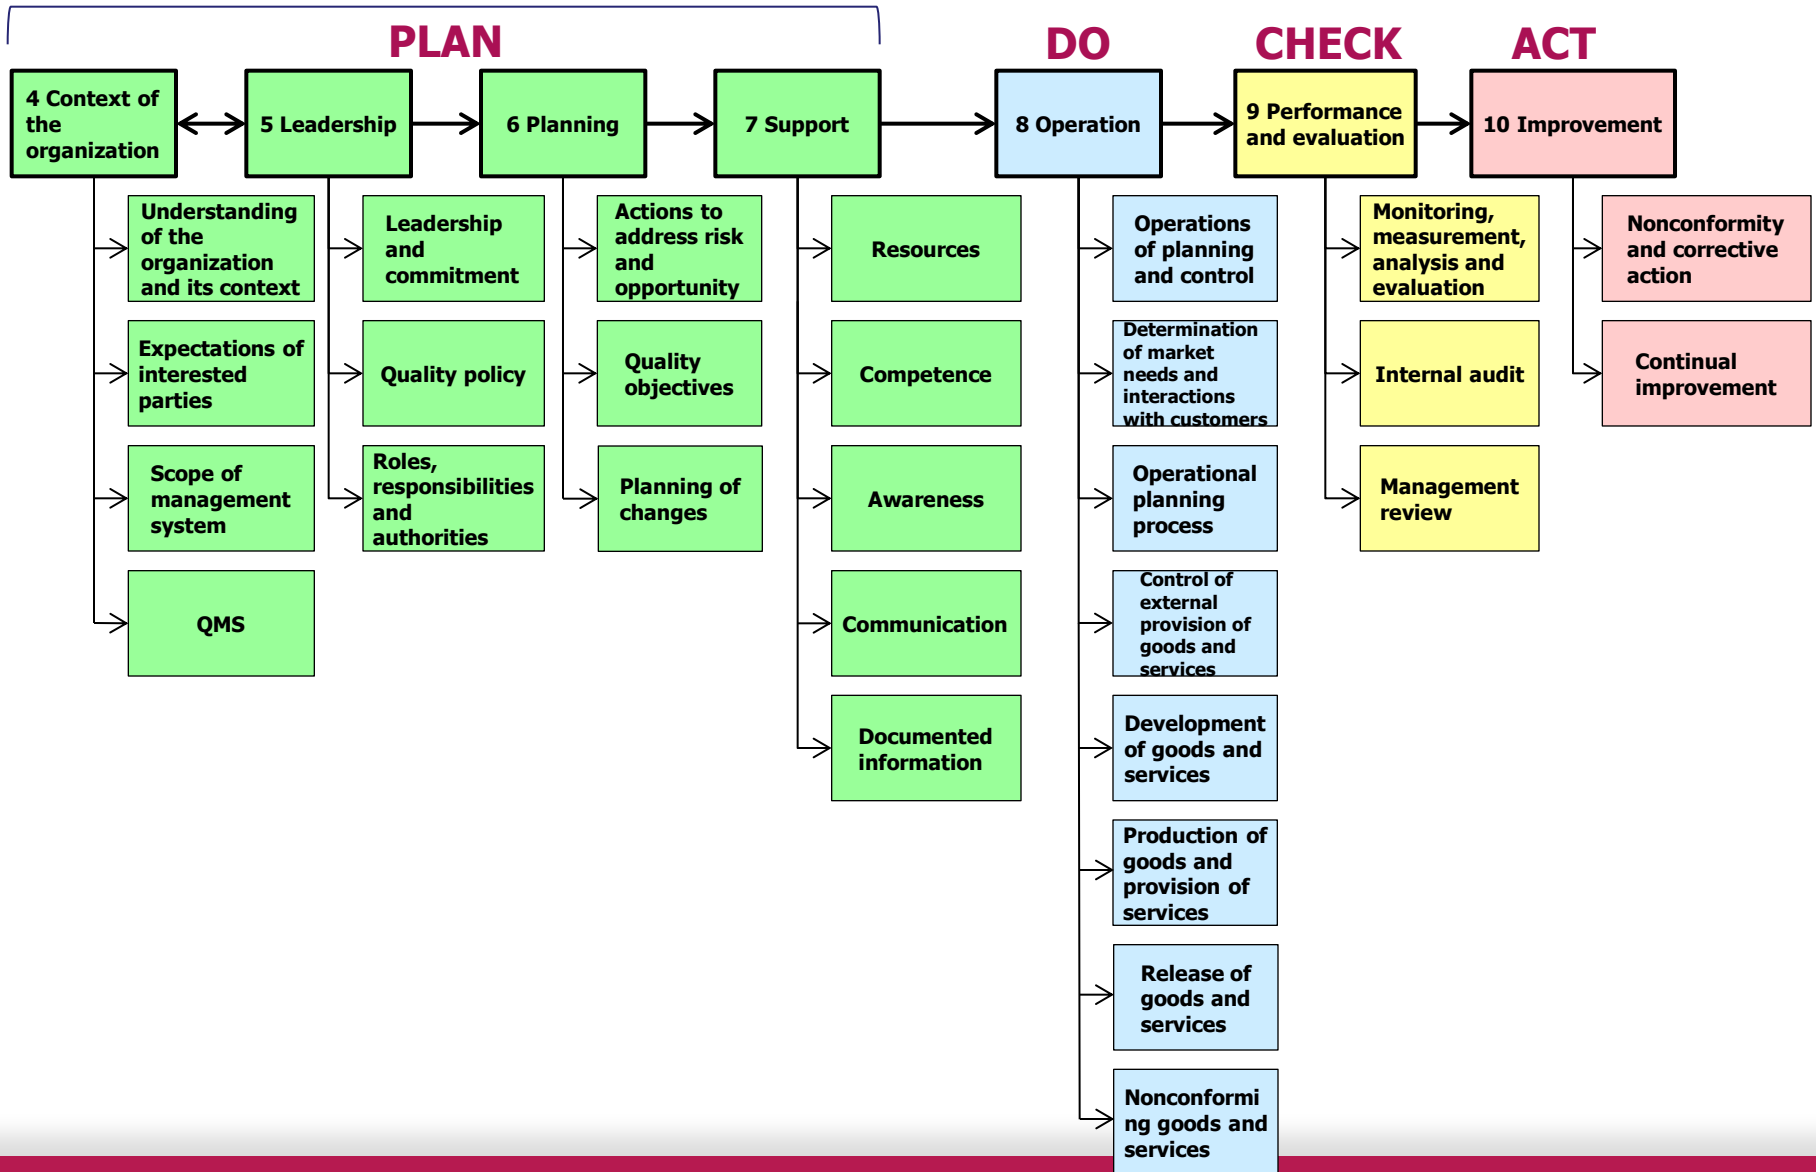 PLAN
DO
CHECK
ACT
4 Context of
the
organization
5 Leadership
6 Planning
7 Support
8 Operation
9 Performance
and evaluation
10 Improvement
Understanding
of the
organization
and its context
Expectations of
interested
parties
Scope of
management
system
QMS
Leadership
and
commitment
Quality policy
Roles,
responsibilities
and
authorities
Actions to
address risk
and
opportunity
Quality
objectives
Planning of
changes
Resources
Competence
Awareness
Communication
Documented
information
Operations
of planning
and control
Determination
of market
needs and
interactions
with customers
Operational
planning
process
Control of
external
provision of
goods and
services
Development
of goods and
services
Production of
goods and
provision of
services
Release of
goods and
services
Nonconformi
ng goods and
services
Monitoring,
measurement,
analysis and
evaluation
Internal audit
Management
review
Nonconformity
and corrective
action
Continual
improvement